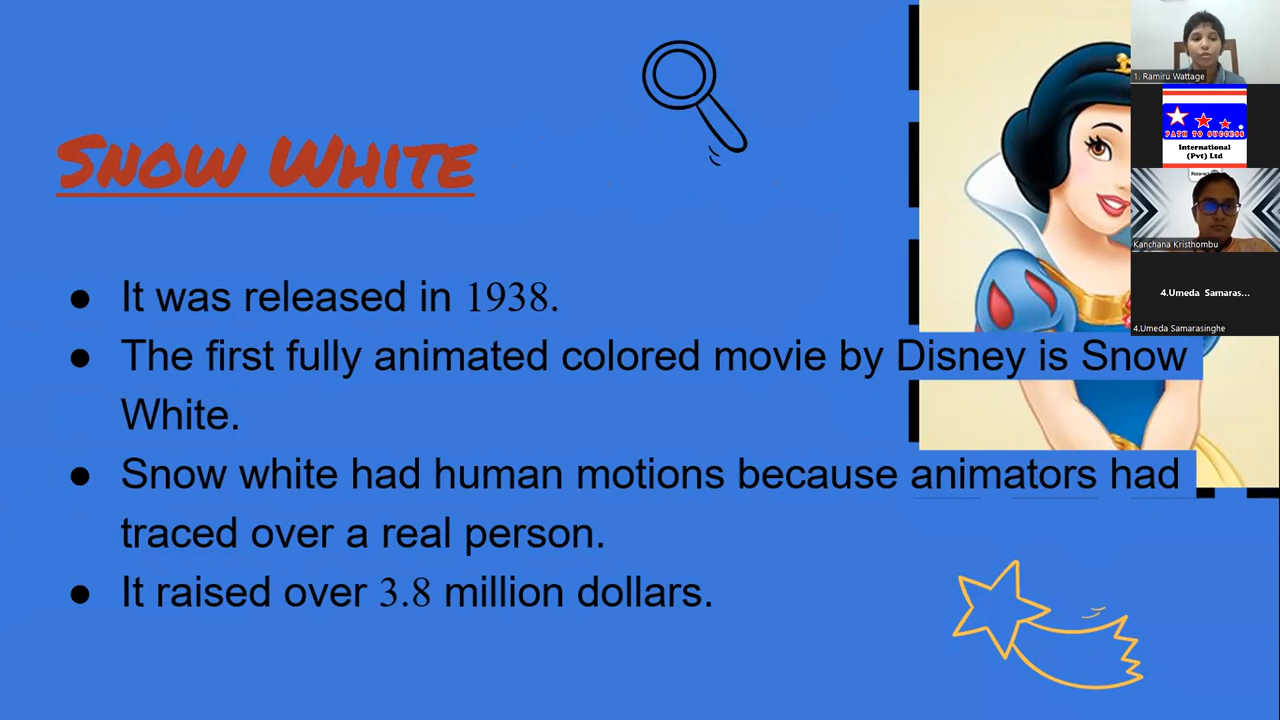 Snow White
● It was released in 1938.
● The first fully animated colored movie by Disney is Snow
White.
● Snow white had human motions because animators had
traced over a real person.
● It raised over 3.8 million dollars.
1. Ramiru Wattage
PATH TO SUCCESS
International
(Pvt) Ltd
Rotaract
Kanchana Kristhombu
4.Umeda Samaras...
4.Umeda Samarasinghe